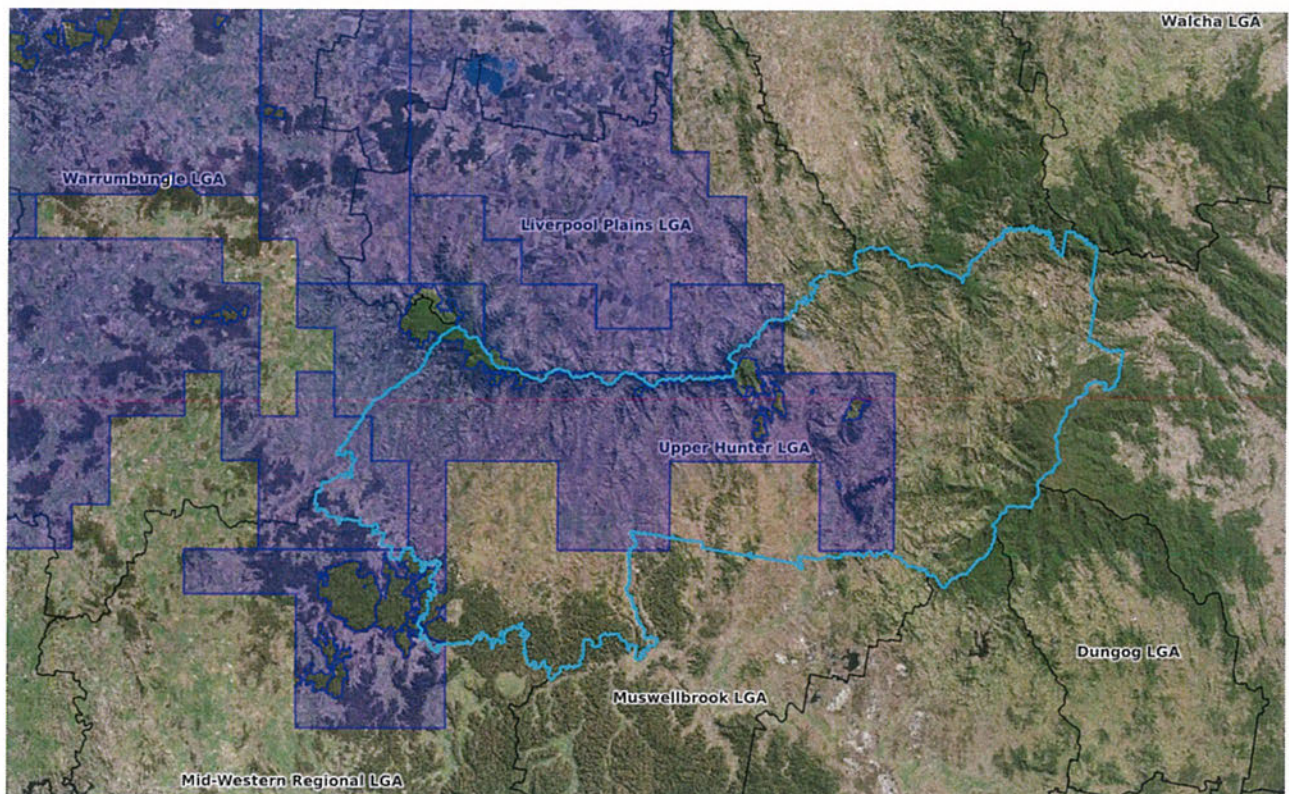 Walcha LGA
Warrumbungle LGA
Liverpool Plains LGA
Upper Hunter LGA
Dungog LGA
Muswellbrook LGA
Mid-Western Regional LGA